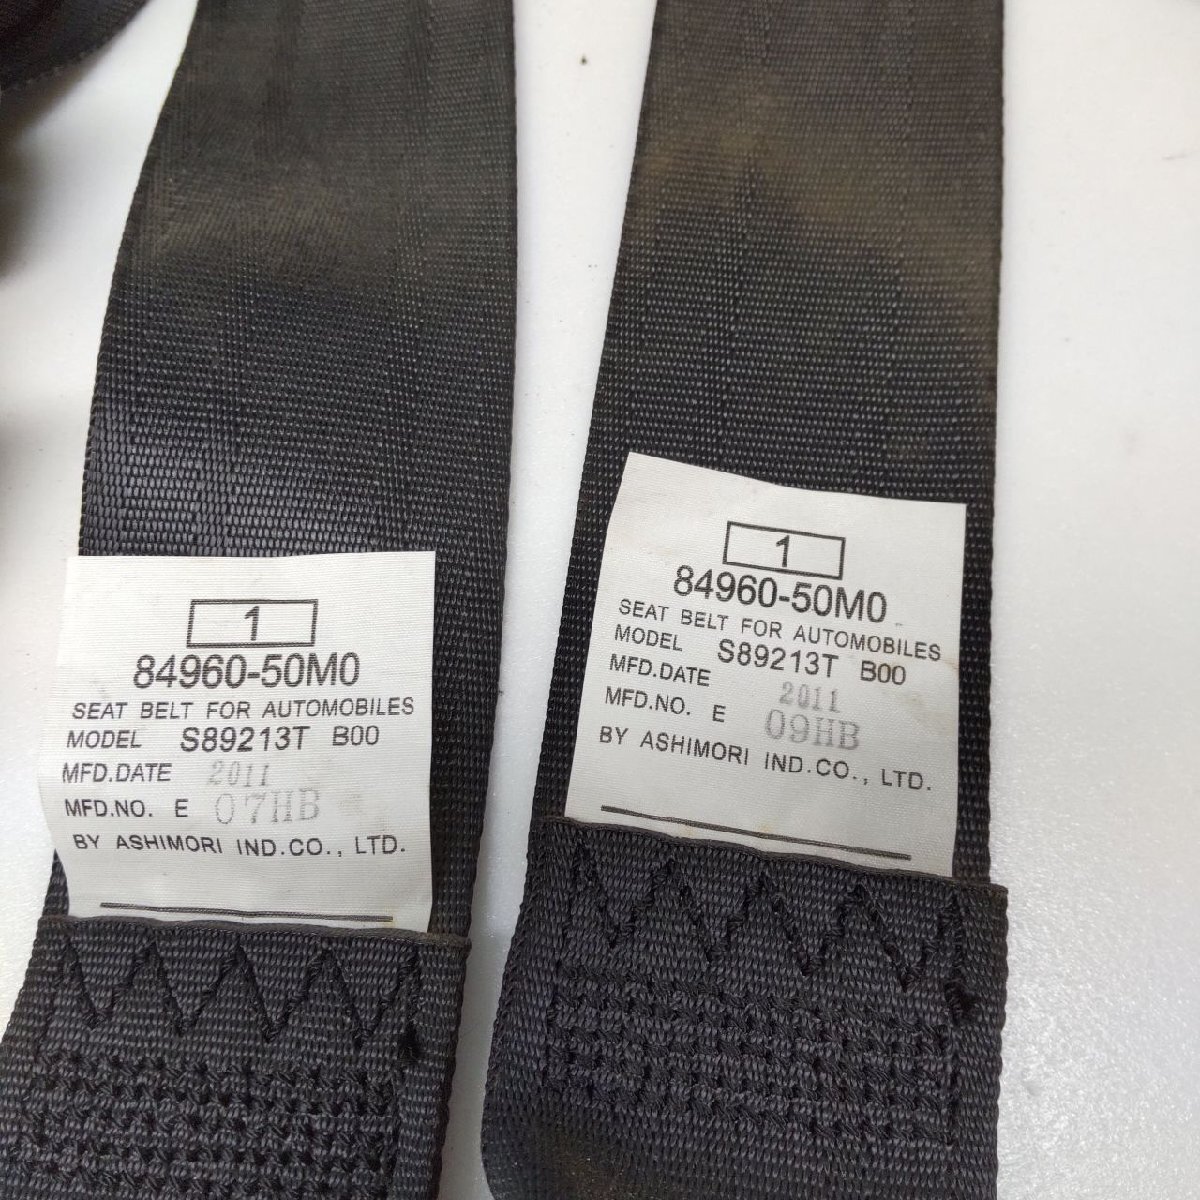 1
84960-50M0
SEAT BELT FOR AUTOMOBILES
MODEL S89213T B00
MFD.DATE 2011
MFD.NO. E 07HB
BY ASHIMORI IND.CO., LTD.
1
84960-50M0
SEAT BELT FOR AUTOMOBILES
MODEL S89213T B00
MFD.DATE 2011
MFD.NO. E 09HB
BY ASHIMORI IND.CO., LTD.